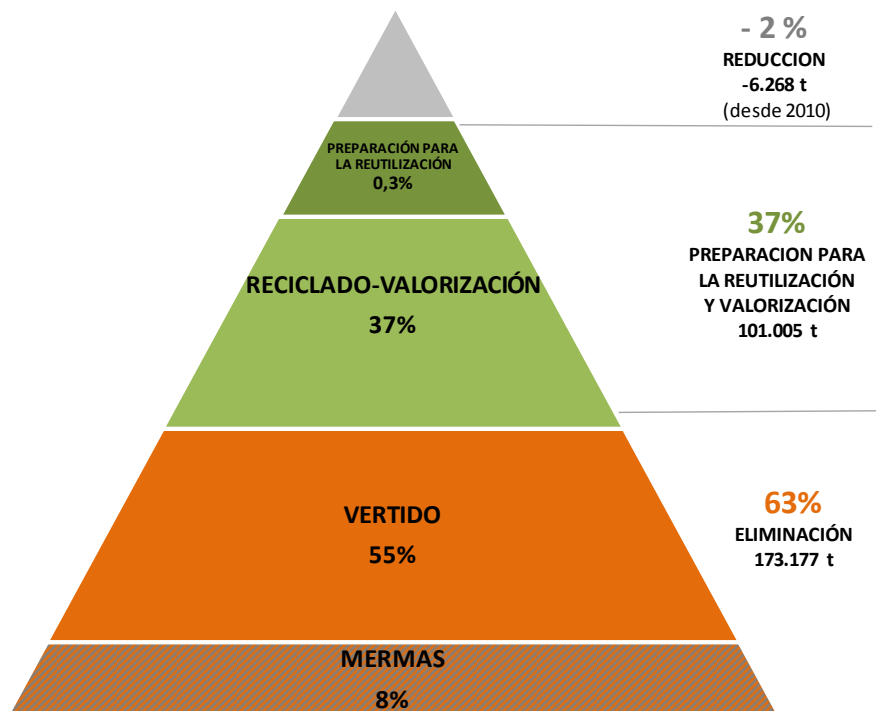 - 2 %
REDUCCION
-6.268 t
(desde 2010)
PREPARACIÓN PARA
LA REUTILIZACIÓN
0,3%
37%
PREPARACION PARA
LA REUTILIZACIÓN
Y VALORIZACIÓN
101.005 t
RECICLADO-VALORIZACIÓN
37%
VERTIDO
55%
63%
ELIMINACIÓN
173.177 t
MERMAS
8%